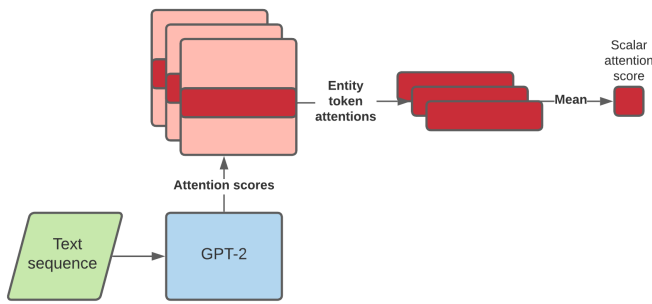 Scalar
attention
score
Entity
token
attentions
Mean
Attention scores
Text
sequence
GPT-2